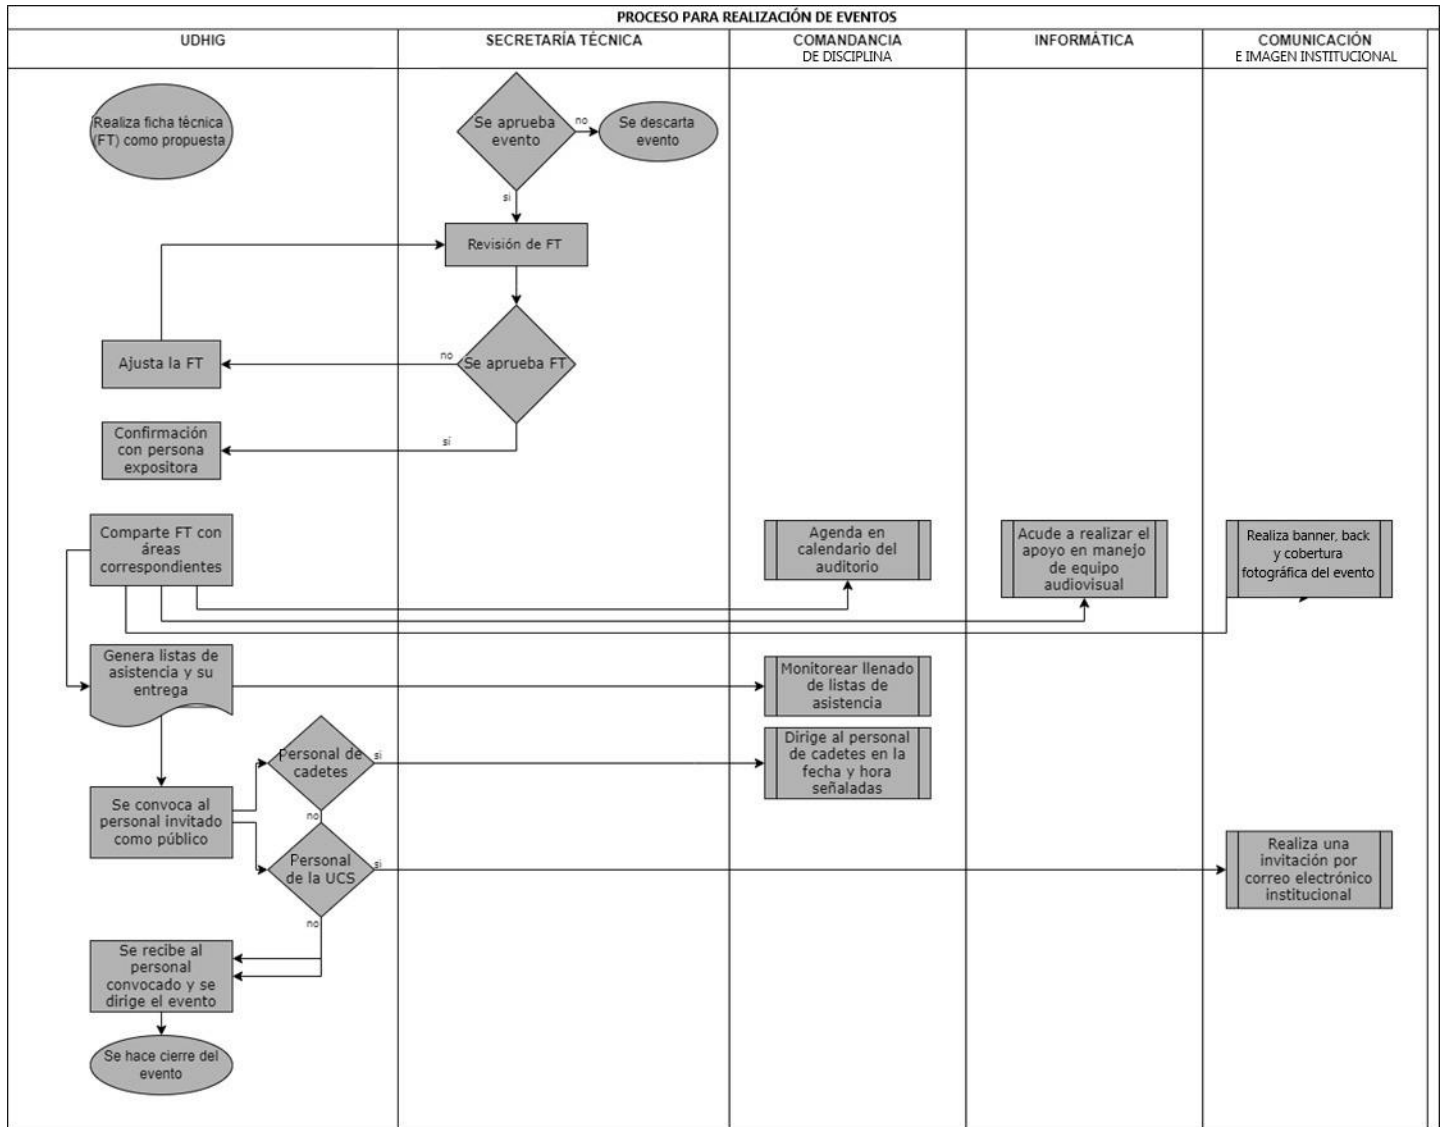 PROCESO PARA REALIZACIÓN DE EVENTOS
UDHIG
SECRETARÍA TÉCNICA
COMANDANCIA
DE DISCIPLINA
INFORMÁTICA
COMUNICACIÓN
E IMAGEN INSTITUCIONAL
Realiza ficha técnica
(FT) como propuesta
Se aprueba
evento
no
Se descarta
evento
si
Revisión de FT
Ajusta la FT
no
Se aprueba FT
Confirmación
con persona
expositora
sí
Comparte FT con
áreas
correspondientes
Agenda en
calendario del
auditorio
Acude a realizar el
apoyo en manejo
de equipo
audiovisual
Realiza banner, back
y cobertura
fotográfica del evento
Genera listas de
asistencia y su
entrega
Monitorear llenado
de listas de
asistencia
Personal de
cadetes
si
Dirige al personal
de cadetes en la
fecha y hora
señaladas
Se convoca al
personal invitado
como público
no
Personal
de la UCS
si
Realiza una
invitación por
correo electrónico
institucional
no
Se recibe al
personal
convocado y se
dirige el evento
Se hace cierre del
evento